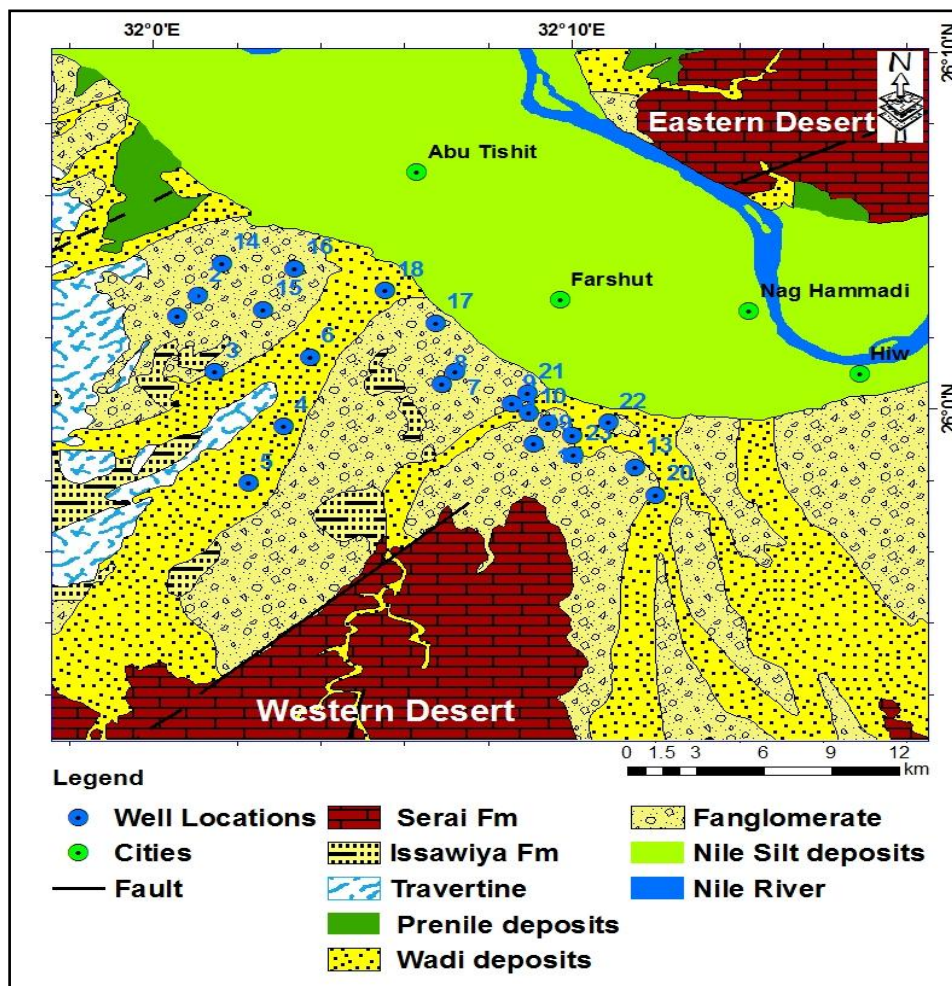 32°0'E 32°10'E
26°10'N
N
Eastern Desert
Abu Tishit
14 16
2 15 18
Farshut
Nag Hammadi
17
6
3
8
7
21
Hiw
9
10
22
26°0'N
4
19
23
13
5
20
Western Desert
0 1.5 3 6 9 12
km
Legend
Well Locations Serai Fm Fanglomerate
Cities Issawiya Fm Nile Silt deposits
Fault Travertine Nile River
Prenile deposits
Wadi deposits